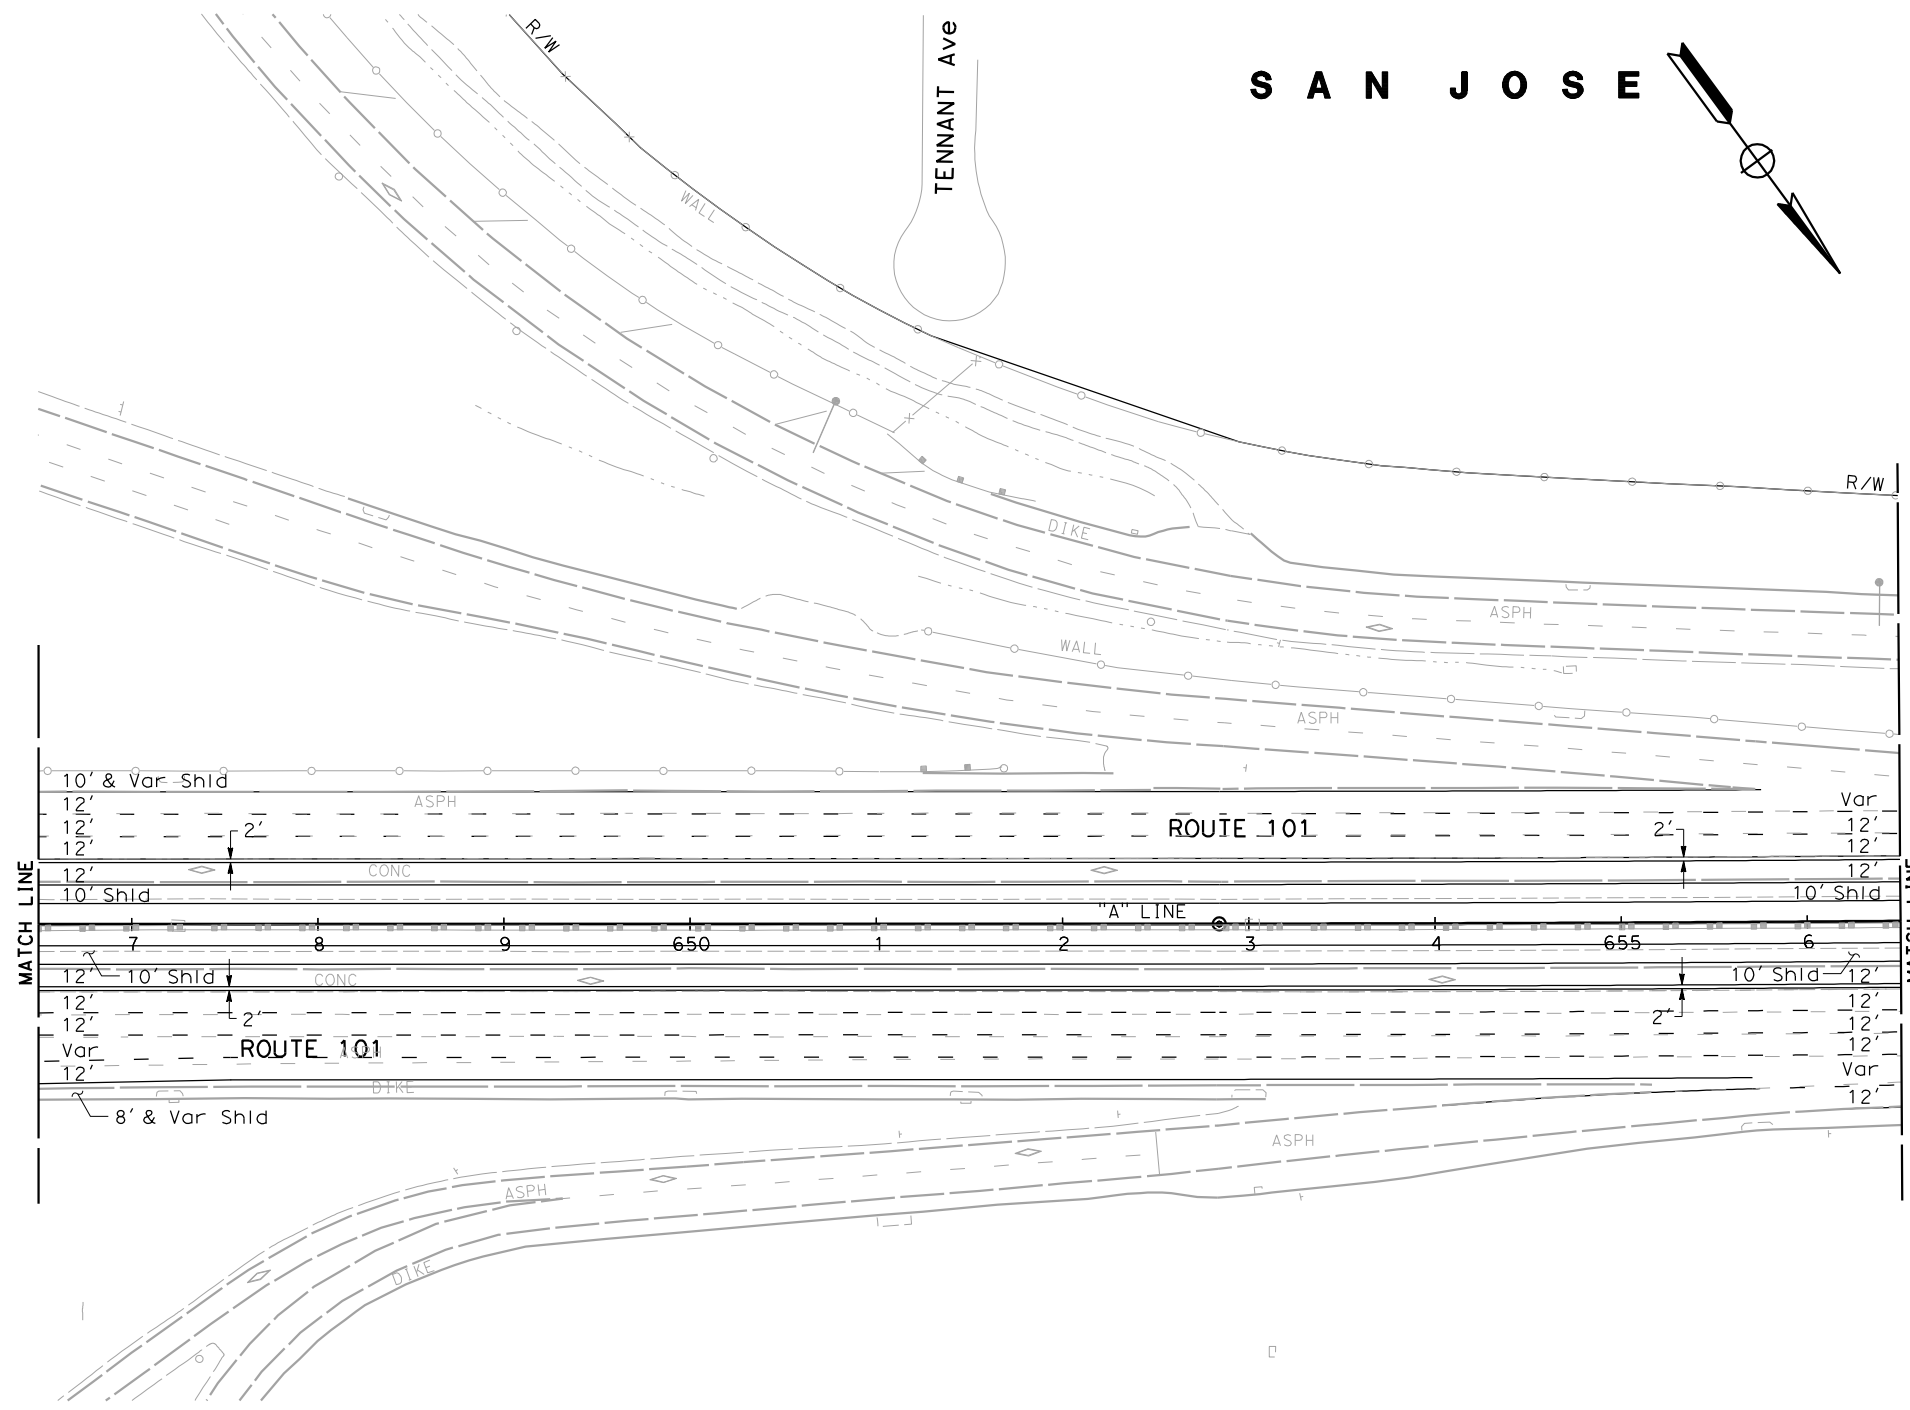 R/W
TENNANT Ave
SAN JOSE
WALL
R/W
DIKE
ASPH
WALL
ASPH
10' & Var Shld
12'
ASPH
Var
12'
2'
ROUTE 101
2'
12'
12'
12'
12'
CONC
12'
10' Shld
10' Shld
"A" LINE
MATCH LINE
MATCH LINE
7
8
9
650
1
2
3
4
655
6
12'
10' Shld
CONC
10' Shld
12'
12'
12'
2'
2'
12'
12'
Var
ROUTE 101
ASPH
12'
12'
Var
DIKE
12'
8' & Var Shld
ASPH
ASPH
DIKE